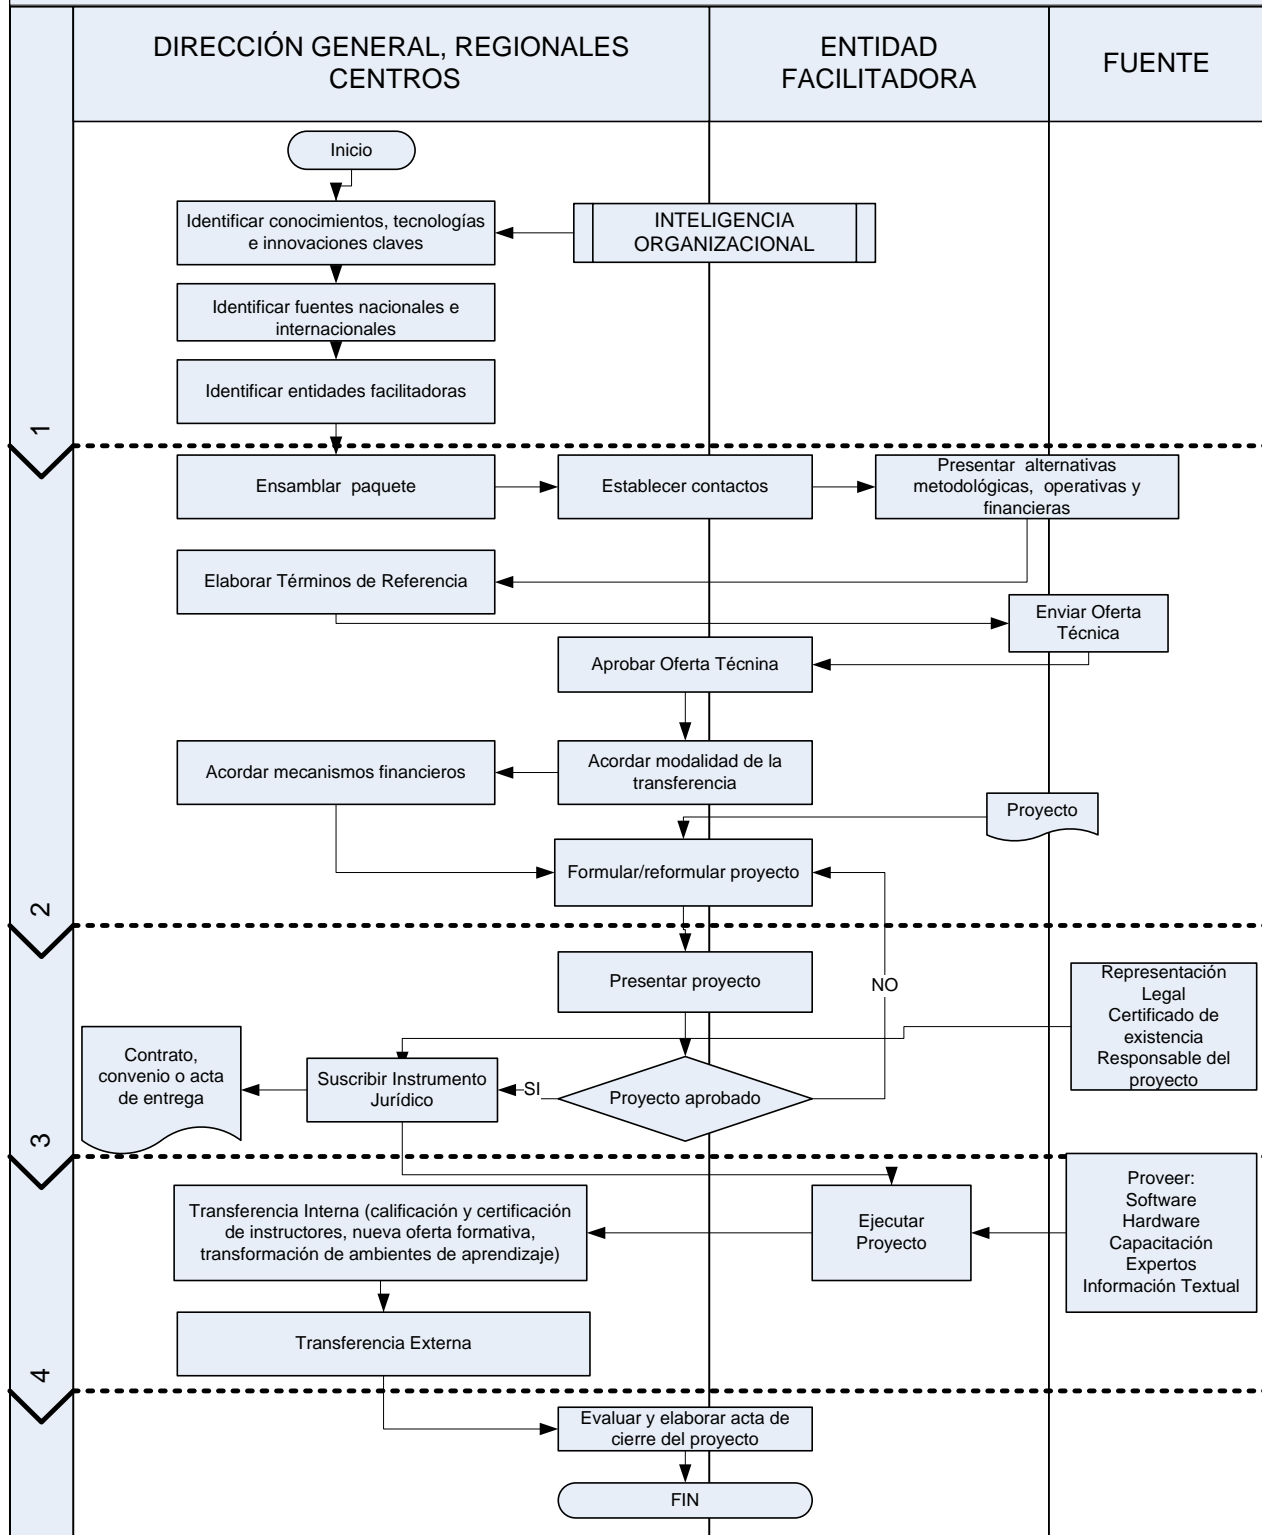 DIRECCIÓN GENERAL, REGIONALES
CENTROS
ENTIDAD
FACILITADORA
FUENTE
Inicio
Identificar conocimientos, tecnologías
e innovaciones claves
INTELIGENCIA
ORGANIZACIONAL
Identificar fuentes nacionales e
internacionales
Identificar entidades facilitadoras
1
Ensamblar paquete
Establecer contactos
Presentar alternativas
metodológicas, operativas y
financieras
Elaborar Términos de Referencia
Enviar Oferta
Técnica
Aprobar Oferta Técnina
Acordar mecanismos financieros
Acordar modalidad de la
transferencia
Proyecto
Formular/reformular proyecto
2
Presentar proyecto
NO
Representación
Legal
Certificado de
existencia
Responsable del
proyecto
Contrato,
convenio o acta
de entrega
Suscribir Instrumento
Jurídico
SI
Proyecto aprobado
3
Transferencia Interna (calificación y certificación
de instructores, nueva oferta formativa,
transformación de ambientes de aprendizaje)
Ejecutar
Proyecto
Proveer:
Software
Hardware
Capacitación
Expertos
Información Textual
Transferencia Externa
4
Evaluar y elaborar acta de
cierre del proyecto
FIN